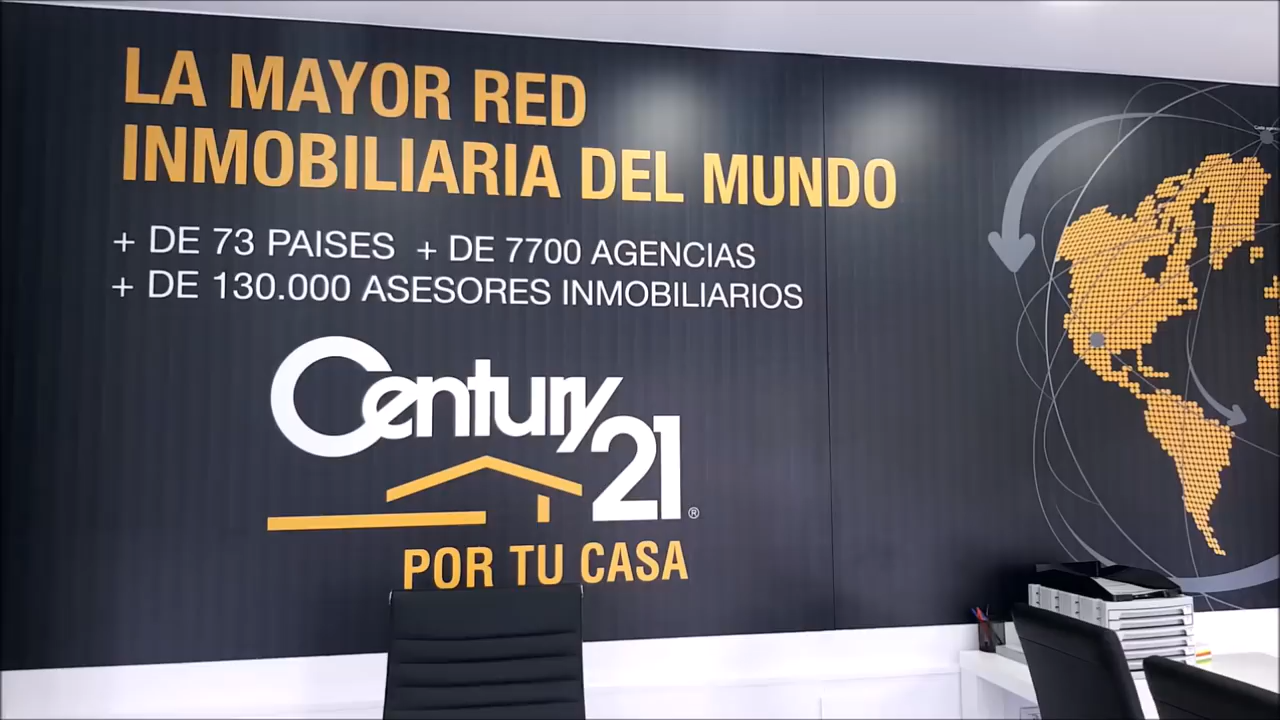 LA MAYOR RED
INMOBILIARIA DEL MUNDO
+ DE 73 PAISES + DE 7700 AGENCIAS
+ DE 130.000 ASESORES INMOBILIARIOS
Century
21®
POR TU CASA